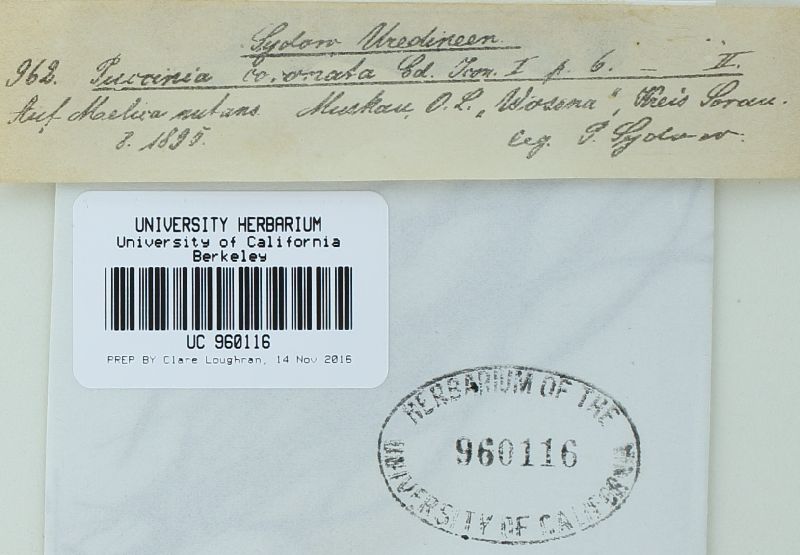 Sydow Uredineen.
962. Puccinia coronata Cd. Icon. I p. 6. — II.
Auf Melica nutans. Muskau, O. L. „Wossna“, Kreis Sorau.
8. 1895. leg. P. Sydow.
UNIVERSITY HERBARIUM
University of California
Berkeley
UC 960116
PREP BY Clare Loughran, 14 Nov 2016
HERBARIUM OF THE
960116
UNIVERSITY OF CALIFORNIA